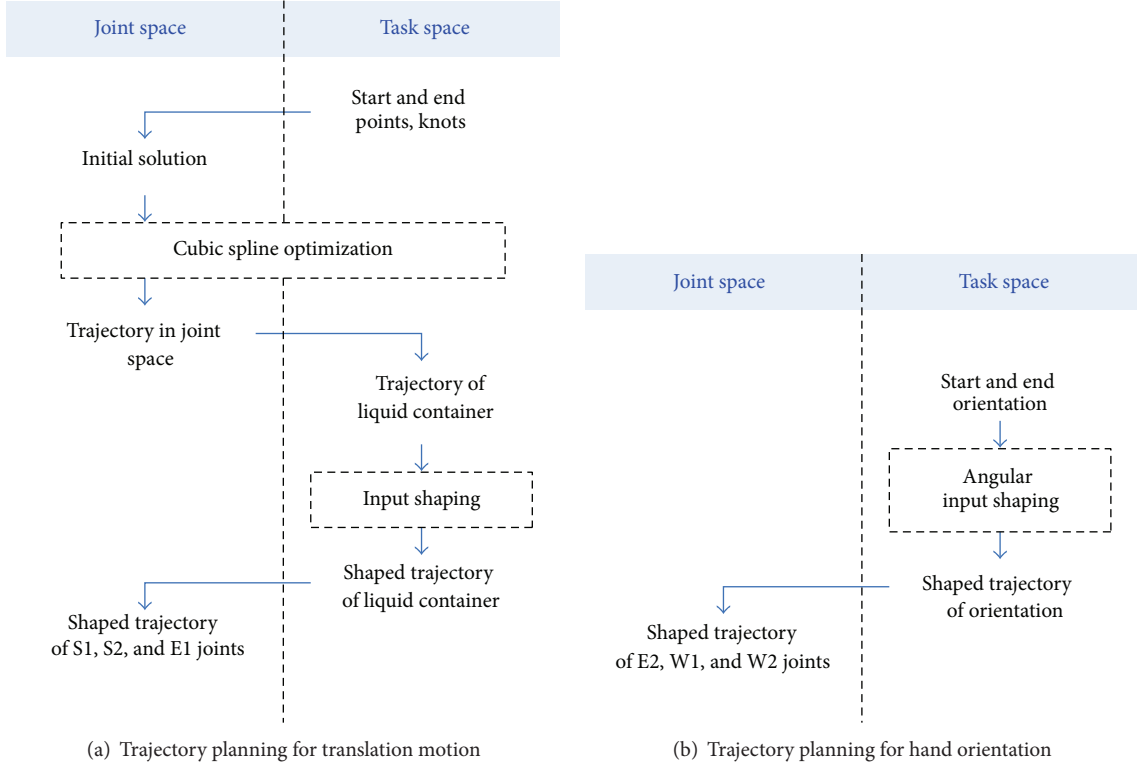 Joint space
Task space
Start and end
points, knots
Initial solution
Cubic spline optimization
Trajectory in joint
space
Trajectory of
liquid container
Input shaping
Shaped trajectory
of liquid container
Shaped trajectory
of S1, S2, and E1 joints
(a) Trajectory planning for translation motion
Joint space
Task space
Start and end
orientation
Angular
input shaping
Shaped trajectory
of orientation
Shaped trajectory
of E2, W1, and W2 joints
(b) Trajectory planning for hand orientation